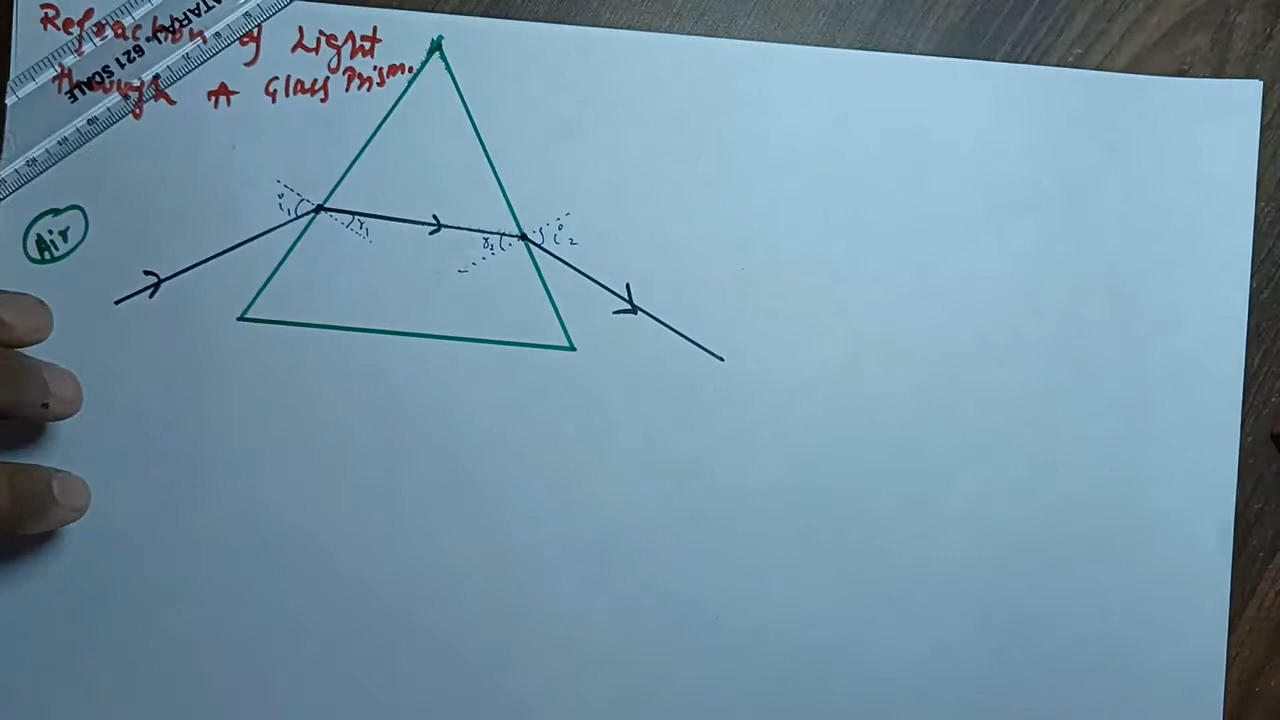 Refraction of Light
through A Glass Prism.
621 SCALE
Air
i₁
r₁
r₂
i₂